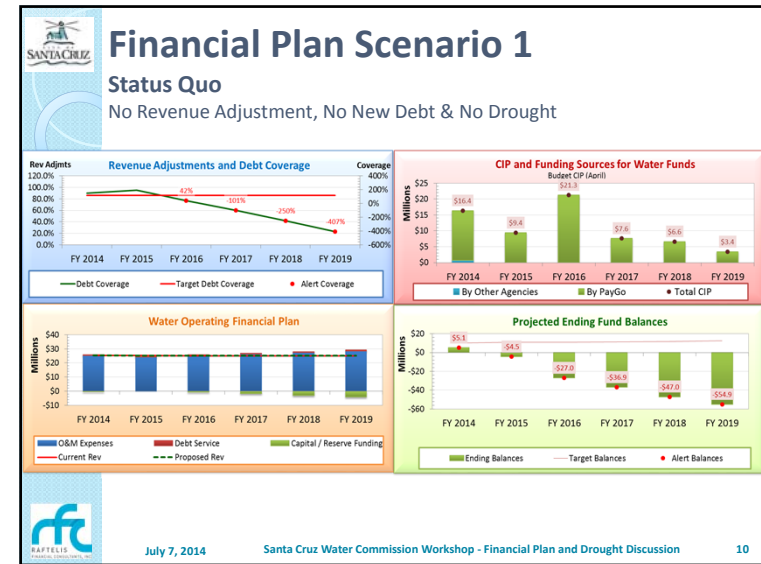 CITY OF
SANTA CRUZ
Financial Plan Scenario 1
Status Quo
No Revenue Adjustment, No New Debt & No Drought
Rev Adjmts
Revenue Adjustments and Debt Coverage
Coverage
120.0%
100.0%
80.0%
60.0%
40.0%
20.0%
0.0%
400%
200%
0%
-200%
-400%
-600%
42%
-101%
-250%
-407%
FY 2014 FY 2015 FY 2016 FY 2017 FY 2018 FY 2019
Debt Coverage Target Debt Coverage Alert Coverage
CIP and Funding Sources for Water Funds
Budget CIP (April)
Millions
$25
$20
$15
$10
$5
$0
$16.4
$9.4
$21.3
$7.6
$6.6
$3.4
FY 2014 FY 2015 FY 2016 FY 2017 FY 2018 FY 2019
By Other Agencies By PayGo Total CIP
Water Operating Financial Plan
Millions
$40
$30
$20
$10
$0
-$10
FY 2014 FY 2015 FY 2016 FY 2017 FY 2018 FY 2019
O&M Expenses Debt Service Capital / Reserve Funding
Current Rev Proposed Rev
Projected Ending Fund Balances
Millions
$20
$0
-$20
-$40
-$60
$5.1
-$4.5
-$27.0
-$36.9
-$47.0
-$54.9
FY 2014 FY 2015 FY 2016 FY 2017 FY 2018 FY 2019
Ending Balances Target Balances Alert Balances
rfc
RAFTELIS
FINANCIAL CONSULTANTS, INC
July 7, 2014
Santa Cruz Water Commission Workshop - Financial Plan and Drought Discussion
10